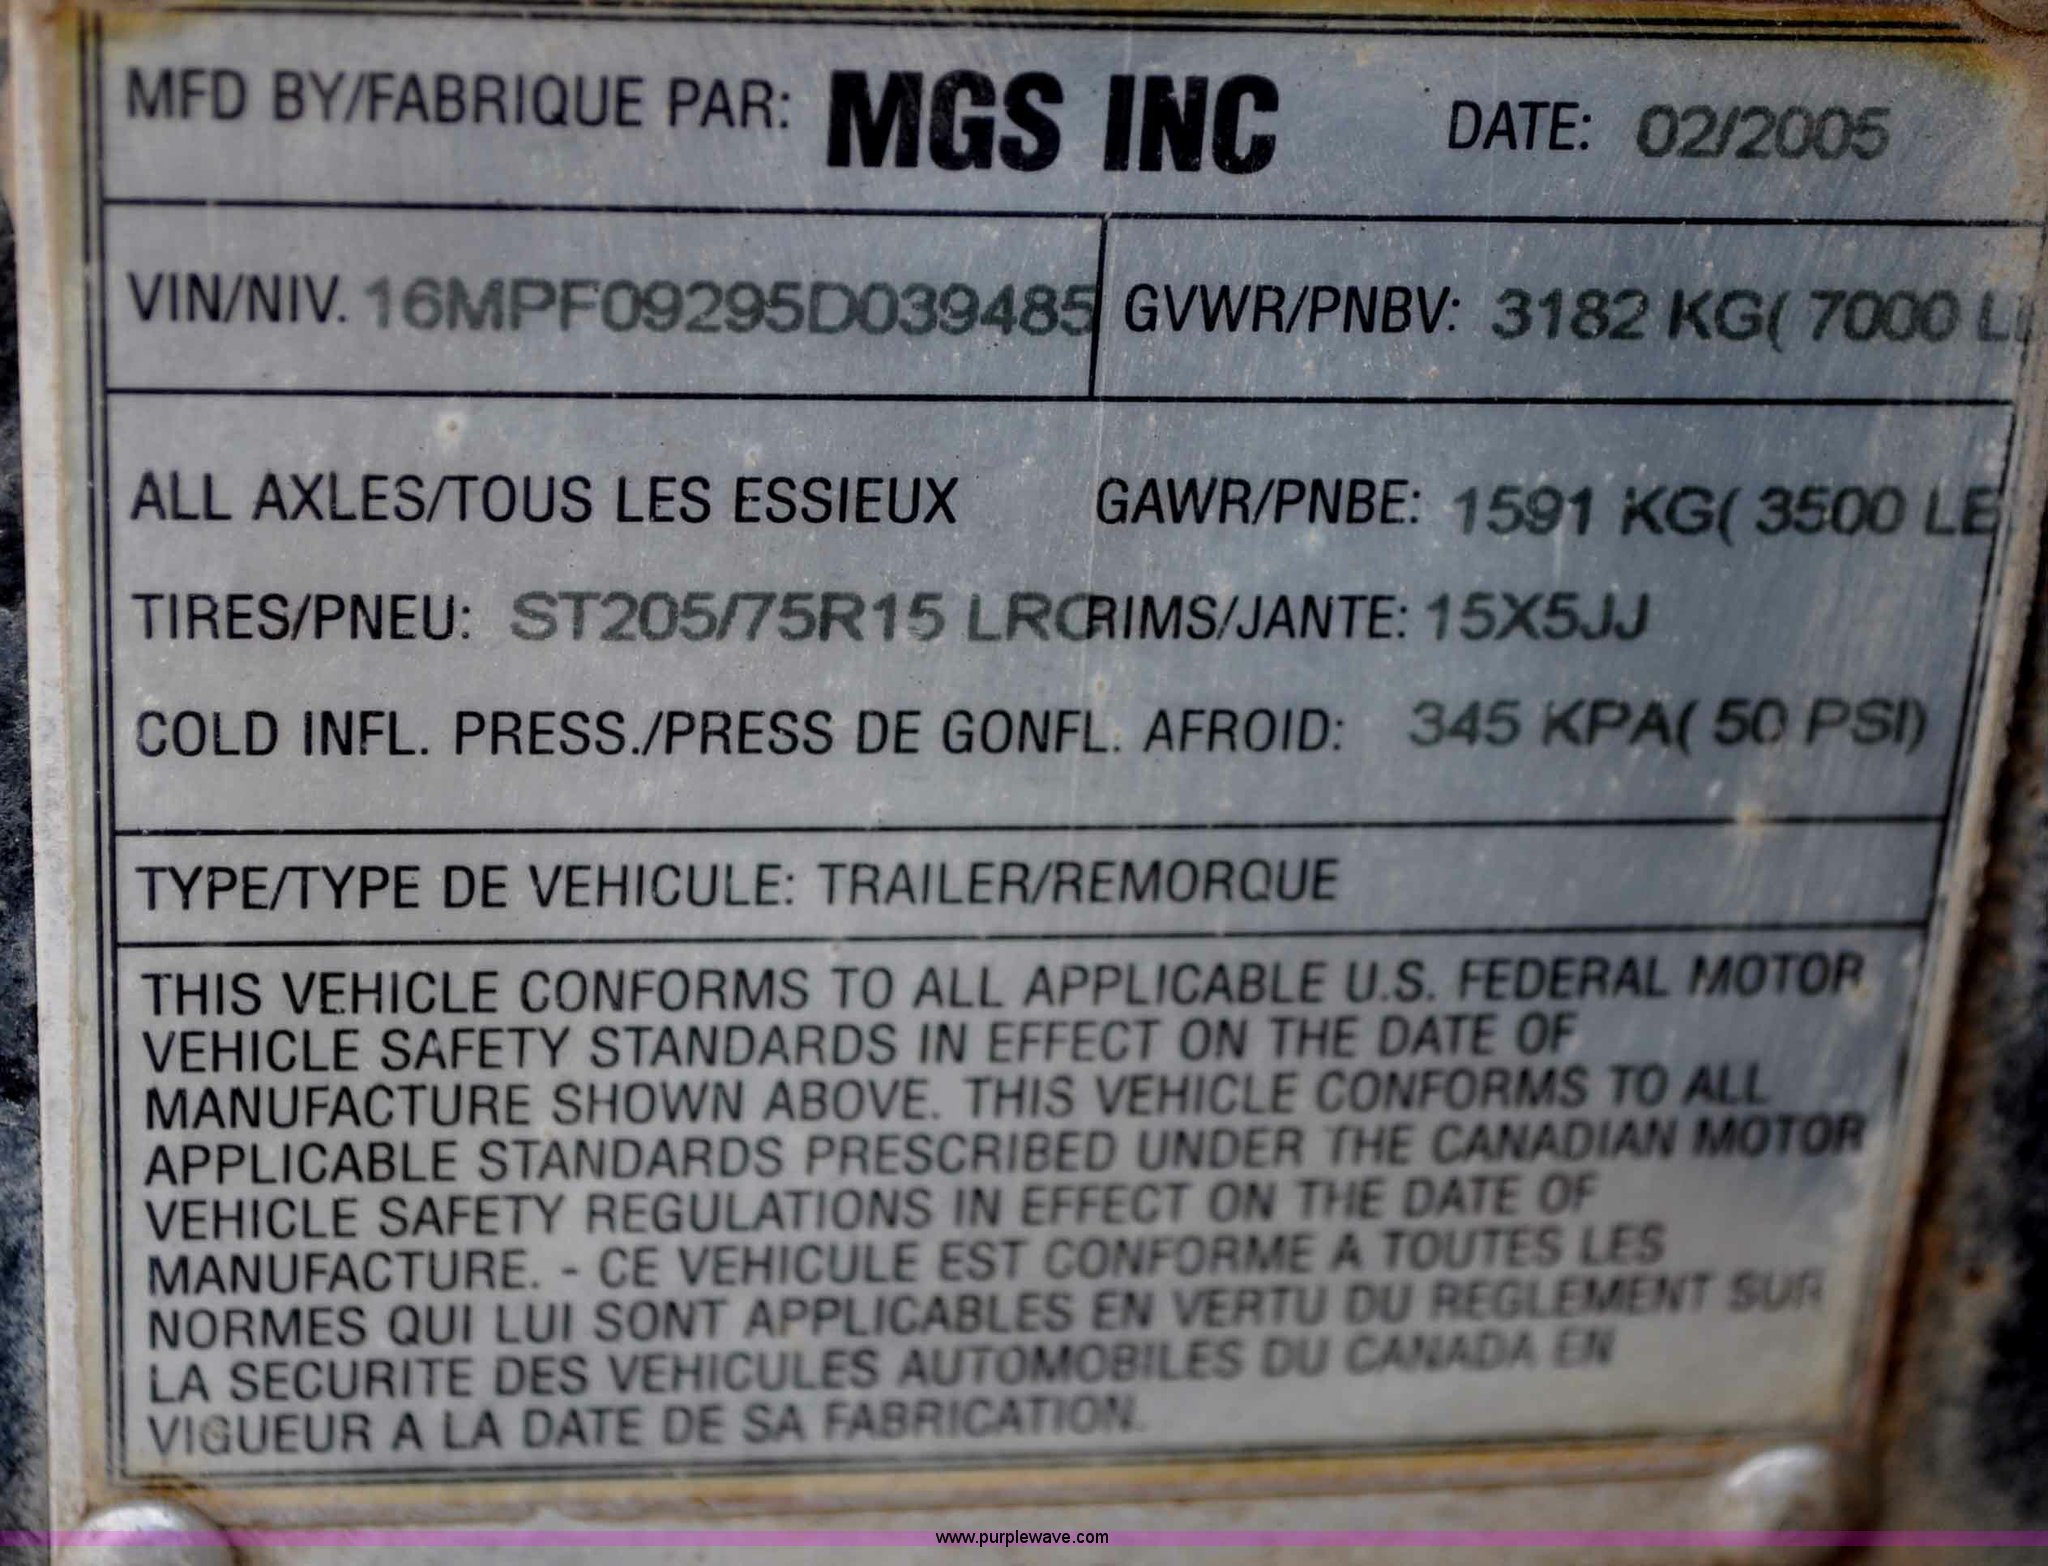 MFD BY/FABRIQUE PAR: MGS INC DATE: 02/2005
VIN/NIV. 16MPF09295D039485 GVWR/PNBV: 3182 KG( 7000 L
ALL AXLES/TOUS LES ESSIEUX GAWR/PNBE: 1591 KG( 3500 LB
TIRES/PNEU: ST205/75R15 LRC RIMS/JANTE: 15X5JJ
COLD INFL. PRESS./PRESS DE GONFL. AFROID: 345 KPA( 50 PSI)
TYPE/TYPE DE VEHICULE: TRAILER/REMORQUE
THIS VEHICLE CONFORMS TO ALL APPLICABLE U.S. FEDERAL MOTOR
VEHICLE SAFETY STANDARDS IN EFFECT ON THE DATE OF
MANUFACTURE SHOWN ABOVE. THIS VEHICLE CONFORMS TO ALL
APPLICABLE STANDARDS PRESCRIBED UNDER THE CANADIAN MOTOR
VEHICLE SAFETY REGULATIONS IN EFFECT ON THE DATE OF
MANUFACTURE. - CE VEHICULE EST CONFORME A TOUTES LES
NORMES QUI LUI SONT APPLICABLES EN VERTU DU REGLEMENT SUR
LA SECURITE DES VEHICULES AUTOMOBILES DU CANADA EN
VIGUEUR A LA DATE DE SA FABRICATION.
www.purplewave.com